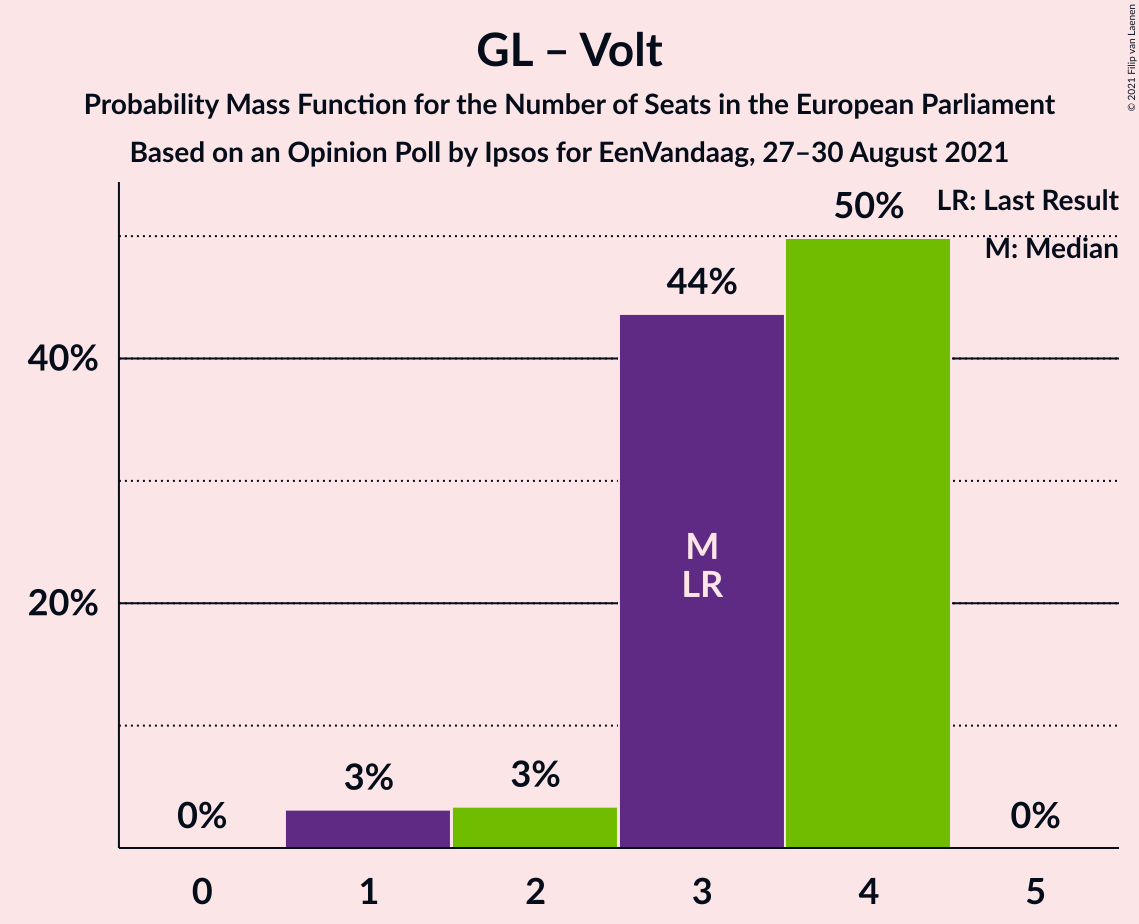 GL – Volt
Probability Mass Function for the Number of Seats in the European Parliament
Based on an Opinion Poll by Ipsos for EenVandaag, 27–30 August 2021
© 2021 Filip van Laenen
LR: Last Result
M: Median
50%
44%
40%
M
LR
20%
3%
3%
0%
0%
0 1 2 3 4 5